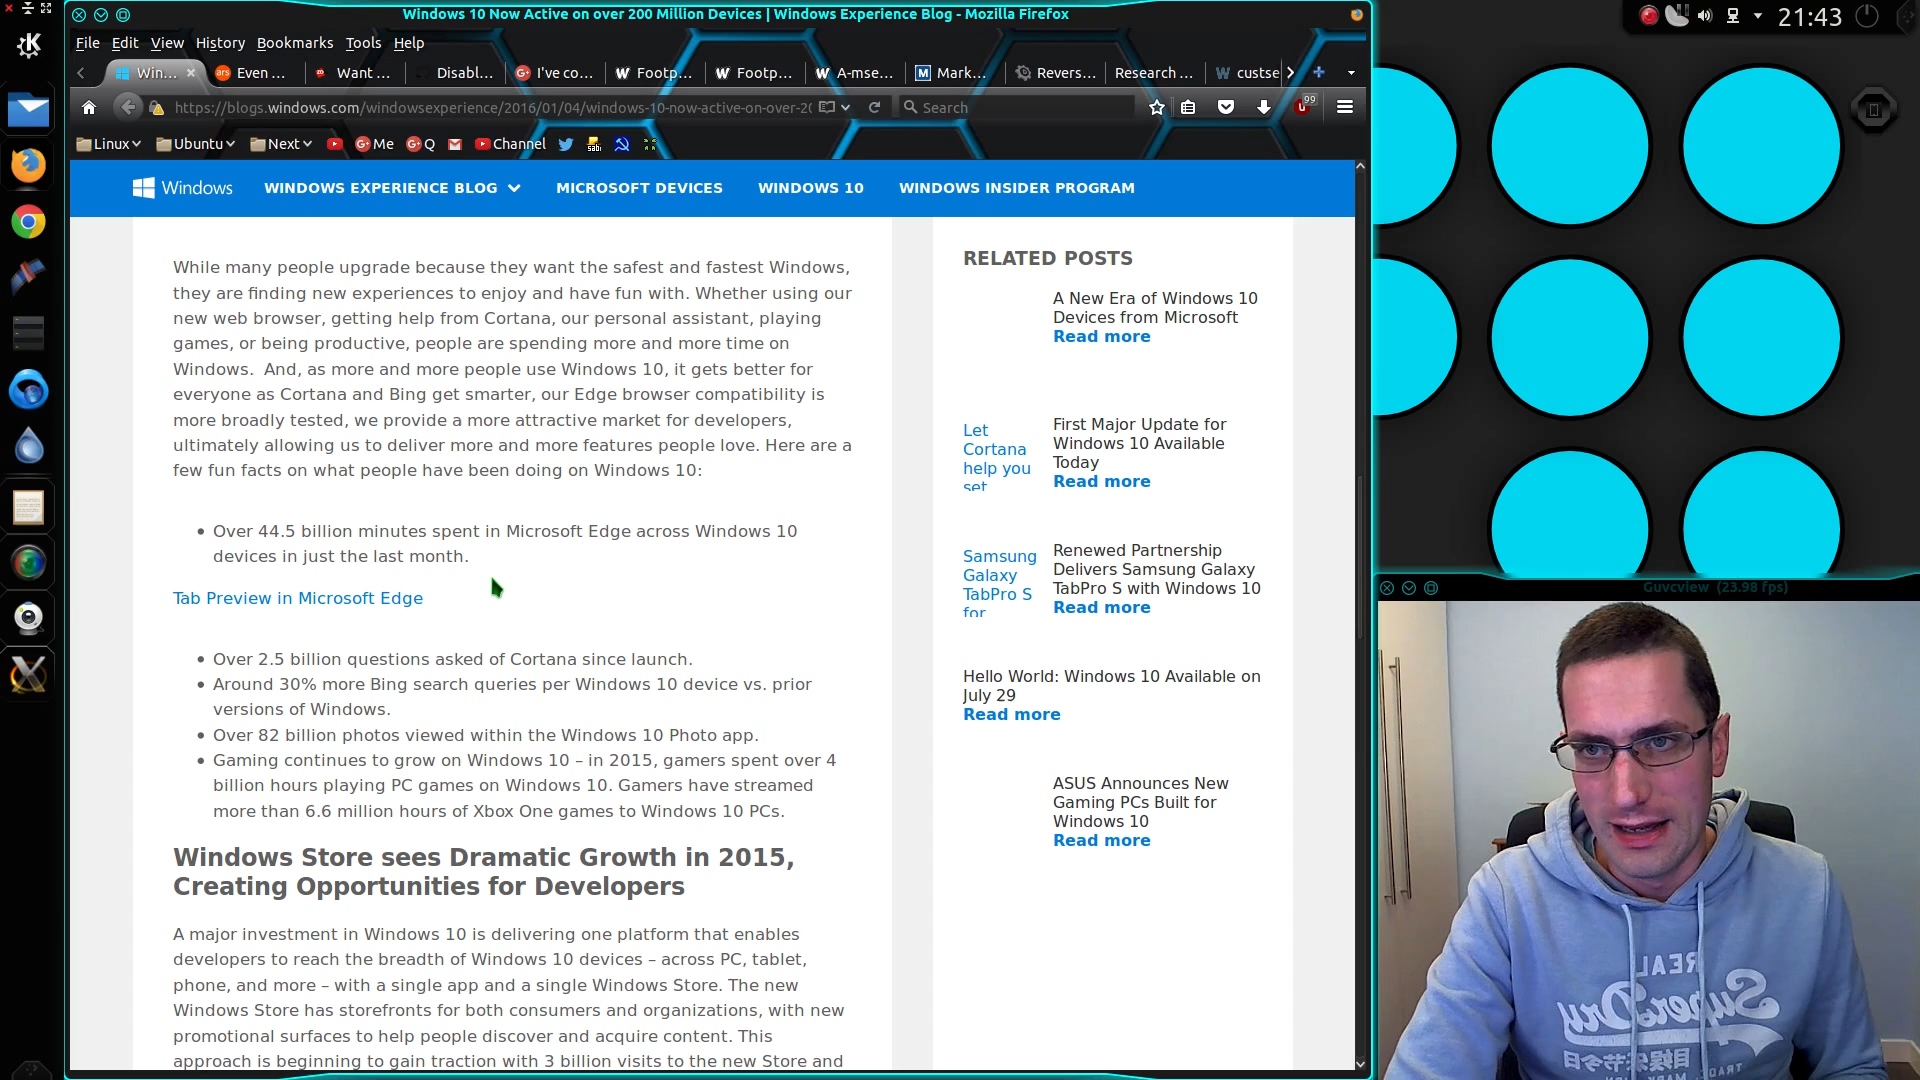 Windows 10 Now Active on over 200 Million Devices | Windows Experience Blog - Mozilla Firefox
21:43
File Edit View History Bookmarks Tools Help
Win... Even ... Want ... Disabl... I've co... Footp... Footp... A-mse... Mark... Revers... Research ... custse
https://blogs.windows.com/windowsexperience/2016/01/04/windows-10-now-active-on-over-20
Search
99
Linux Ubuntu Next Me Q Channel
Windows
WINDOWS EXPERIENCE BLOG MICROSOFT DEVICES WINDOWS 10 WINDOWS INSIDER PROGRAM
While many people upgrade because they want the safest and fastest Windows,
they are finding new experiences to enjoy and have fun with. Whether using our
new web browser, getting help from Cortana, our personal assistant, playing
games, or being productive, people are spending more and more time on
Windows.  And, as more and more people use Windows 10, it gets better for
everyone as Cortana and Bing get smarter, our Edge browser compatibility is
more broadly tested, we provide a more attractive market for developers,
ultimately allowing us to deliver more and more features people love. Here are a
few fun facts on what people have been doing on Windows 10:
• Over 44.5 billion minutes spent in Microsoft Edge across Windows 10
devices in just the last month.
Tab Preview in Microsoft Edge
• Over 2.5 billion questions asked of Cortana since launch.
• Around 30% more Bing search queries per Windows 10 device vs. prior
versions of Windows.
• Over 82 billion photos viewed within the Windows 10 Photo app.
• Gaming continues to grow on Windows 10 – in 2015, gamers spent over 4
billion hours playing PC games on Windows 10. Gamers have streamed
more than 6.6 million hours of Xbox One games to Windows 10 PCs.
Windows Store sees Dramatic Growth in 2015,
Creating Opportunities for Developers
A major investment in Windows 10 is delivering one platform that enables
developers to reach the breadth of Windows 10 devices – across PC, tablet,
phone, and more – with a single app and a single Windows Store. The new
Windows Store has storefronts for both consumers and organizations, with new
promotional surfaces to help people discover and acquire content. This
approach is beginning to gain traction with 3 billion visits to the new Store and
RELATED POSTS
A New Era of Windows 10
Devices from Microsoft
Read more
Let
Cortana
help you
set
First Major Update for
Windows 10 Available
Today
Read more
Samsung
Galaxy
TabPro S
for
Renewed Partnership
Delivers Samsung Galaxy
TabPro S with Windows 10
Read more
Hello World: Windows 10 Available on
July 29
Read more
ASUS Announces New
Gaming PCs Built for
Windows 10
Read more
Guvcview (23.98 fps)
REAL
SuperDry